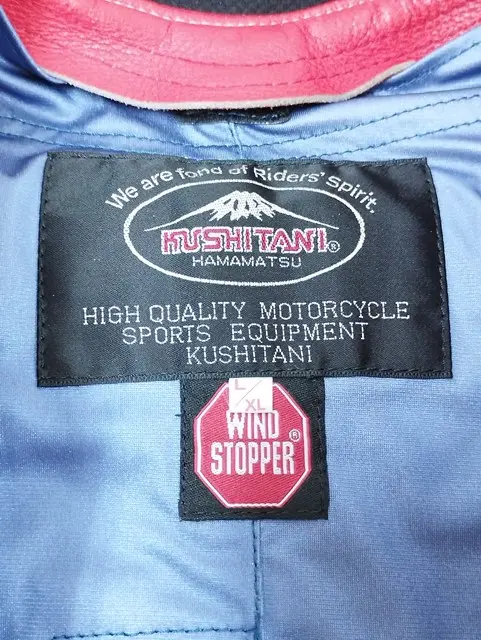 We are fond of Riders' Spirit.
KUSHITANI®
HAMAMATSU
HIGH QUALITY MOTORCYCLE
SPORTS EQUIPMENT
KUSHITANI
L/XL
WIND
STOPPER®